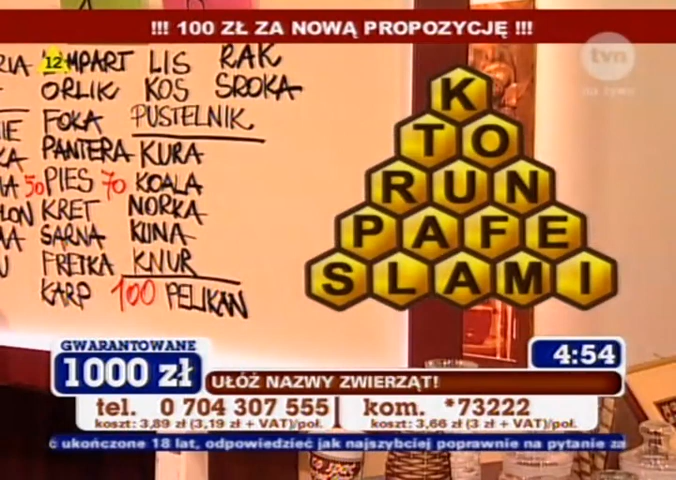 !!! 100 ZŁ ZA NOWĄ PROPOZYCJĘ !!!
12
tvn
na żywo
LIS RAK
ORLIK KOS SROKA
FOKA PUSTELNIK
PANTERA KURA
50 PIES 70 KOALA
KRET NORKA
SARNA KUNA
FRETKA KNUR
KARP 100 PELIKAN
K
T O
R U N
P A F E
S L A M I
GWARANTOWANE
1000 zł
4:54
UŁÓŻ NAZWY ZWIERZĄT!
tel. 0 704 307 555 kom. *73222
koszt: 3,89 zł (3,19 zł + VAT)/poł. koszt: 3,66 zł (3 zł + VAT)/poł.
ć ukończone 18 lat, odpowiedzieć jak najszybciej poprawnie na pytanie za